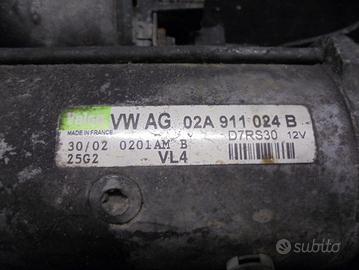 Valeo VW AG 02A 911 024 B
MADE IN FRANCE D7RS30 12V
30/02 0201AM B
25G2 VL4
subito